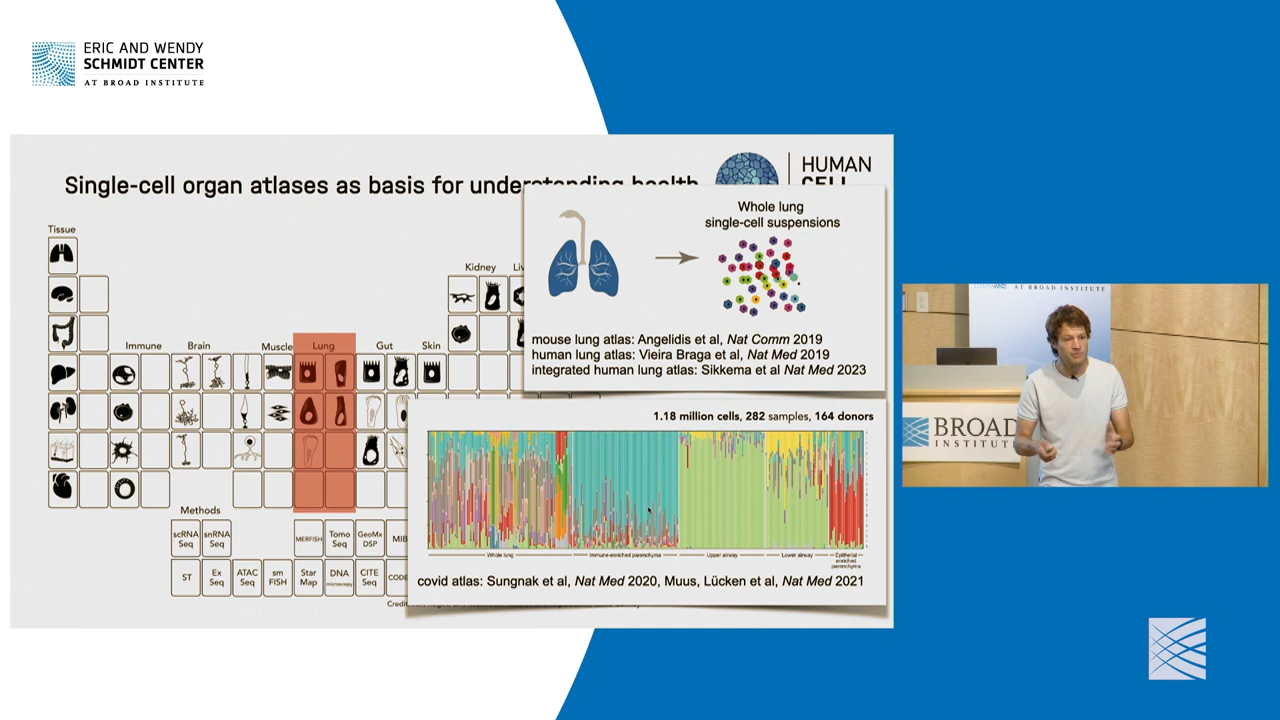 ERIC AND WENDY
SCHMIDT CENTER
AT BROAD INSTITUTE
Single-cell organ atlases as basis for understanding health
HUMAN
CELL
Tissue
Kidney
Immune
Brain
Muscle
Lung
Gut
Skin
Methods
scRNA Seq
snRNA Seq
MERFISH
Tomo Seq
GeoMx DSP
ST
Ex Seq
ATAC Seq
sm FISH
Star Map
DNA microscopy
CITE Seq
Whole lung
single-cell suspensions
mouse lung atlas: Angelidis et al, Nat Comm 2019
human lung atlas: Vieira Braga et al, Nat Med 2019
integrated human lung atlas: Sikkema et al Nat Med 2023
1.18 million cells, 282 samples, 164 donors
Whole lung
Immune-enriched parenchyma
Upper airway
Lower airway
Epithelial
enriched
parenchyma
covid atlas: Sungnak et al, Nat Med 2020, Muus, Lücken et al, Nat Med 2021
AT BROAD INSTITUTE
BROAD
INSTITUT